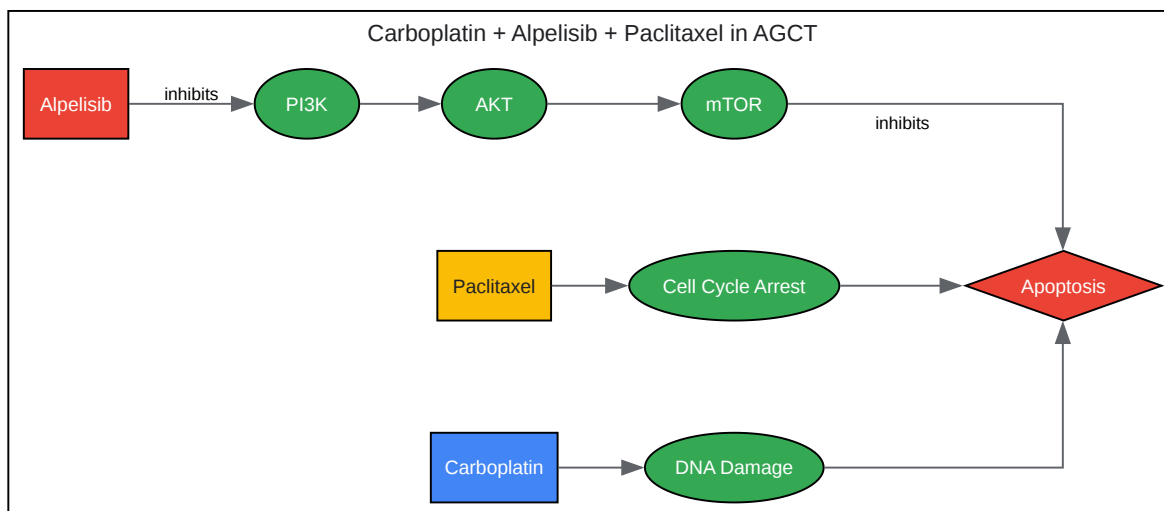 Carboplatin + Alpelisib + Paclitaxel in AGCT
Alpelisib
inhibits
PI3K
AKT
mTOR
inhibits
Paclitaxel
Cell Cycle Arrest
Apoptosis
Carboplatin
DNA Damage